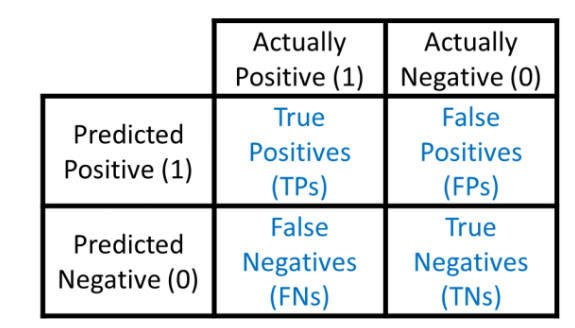 Actually
Positive (1)
Actually
Negative (0)
Predicted
Positive (1)
True
Positives
(TPs)
False
Positives
(FPs)
Predicted
Negative (0)
False
Negatives
(FNs)
True
Negatives
(TNs)